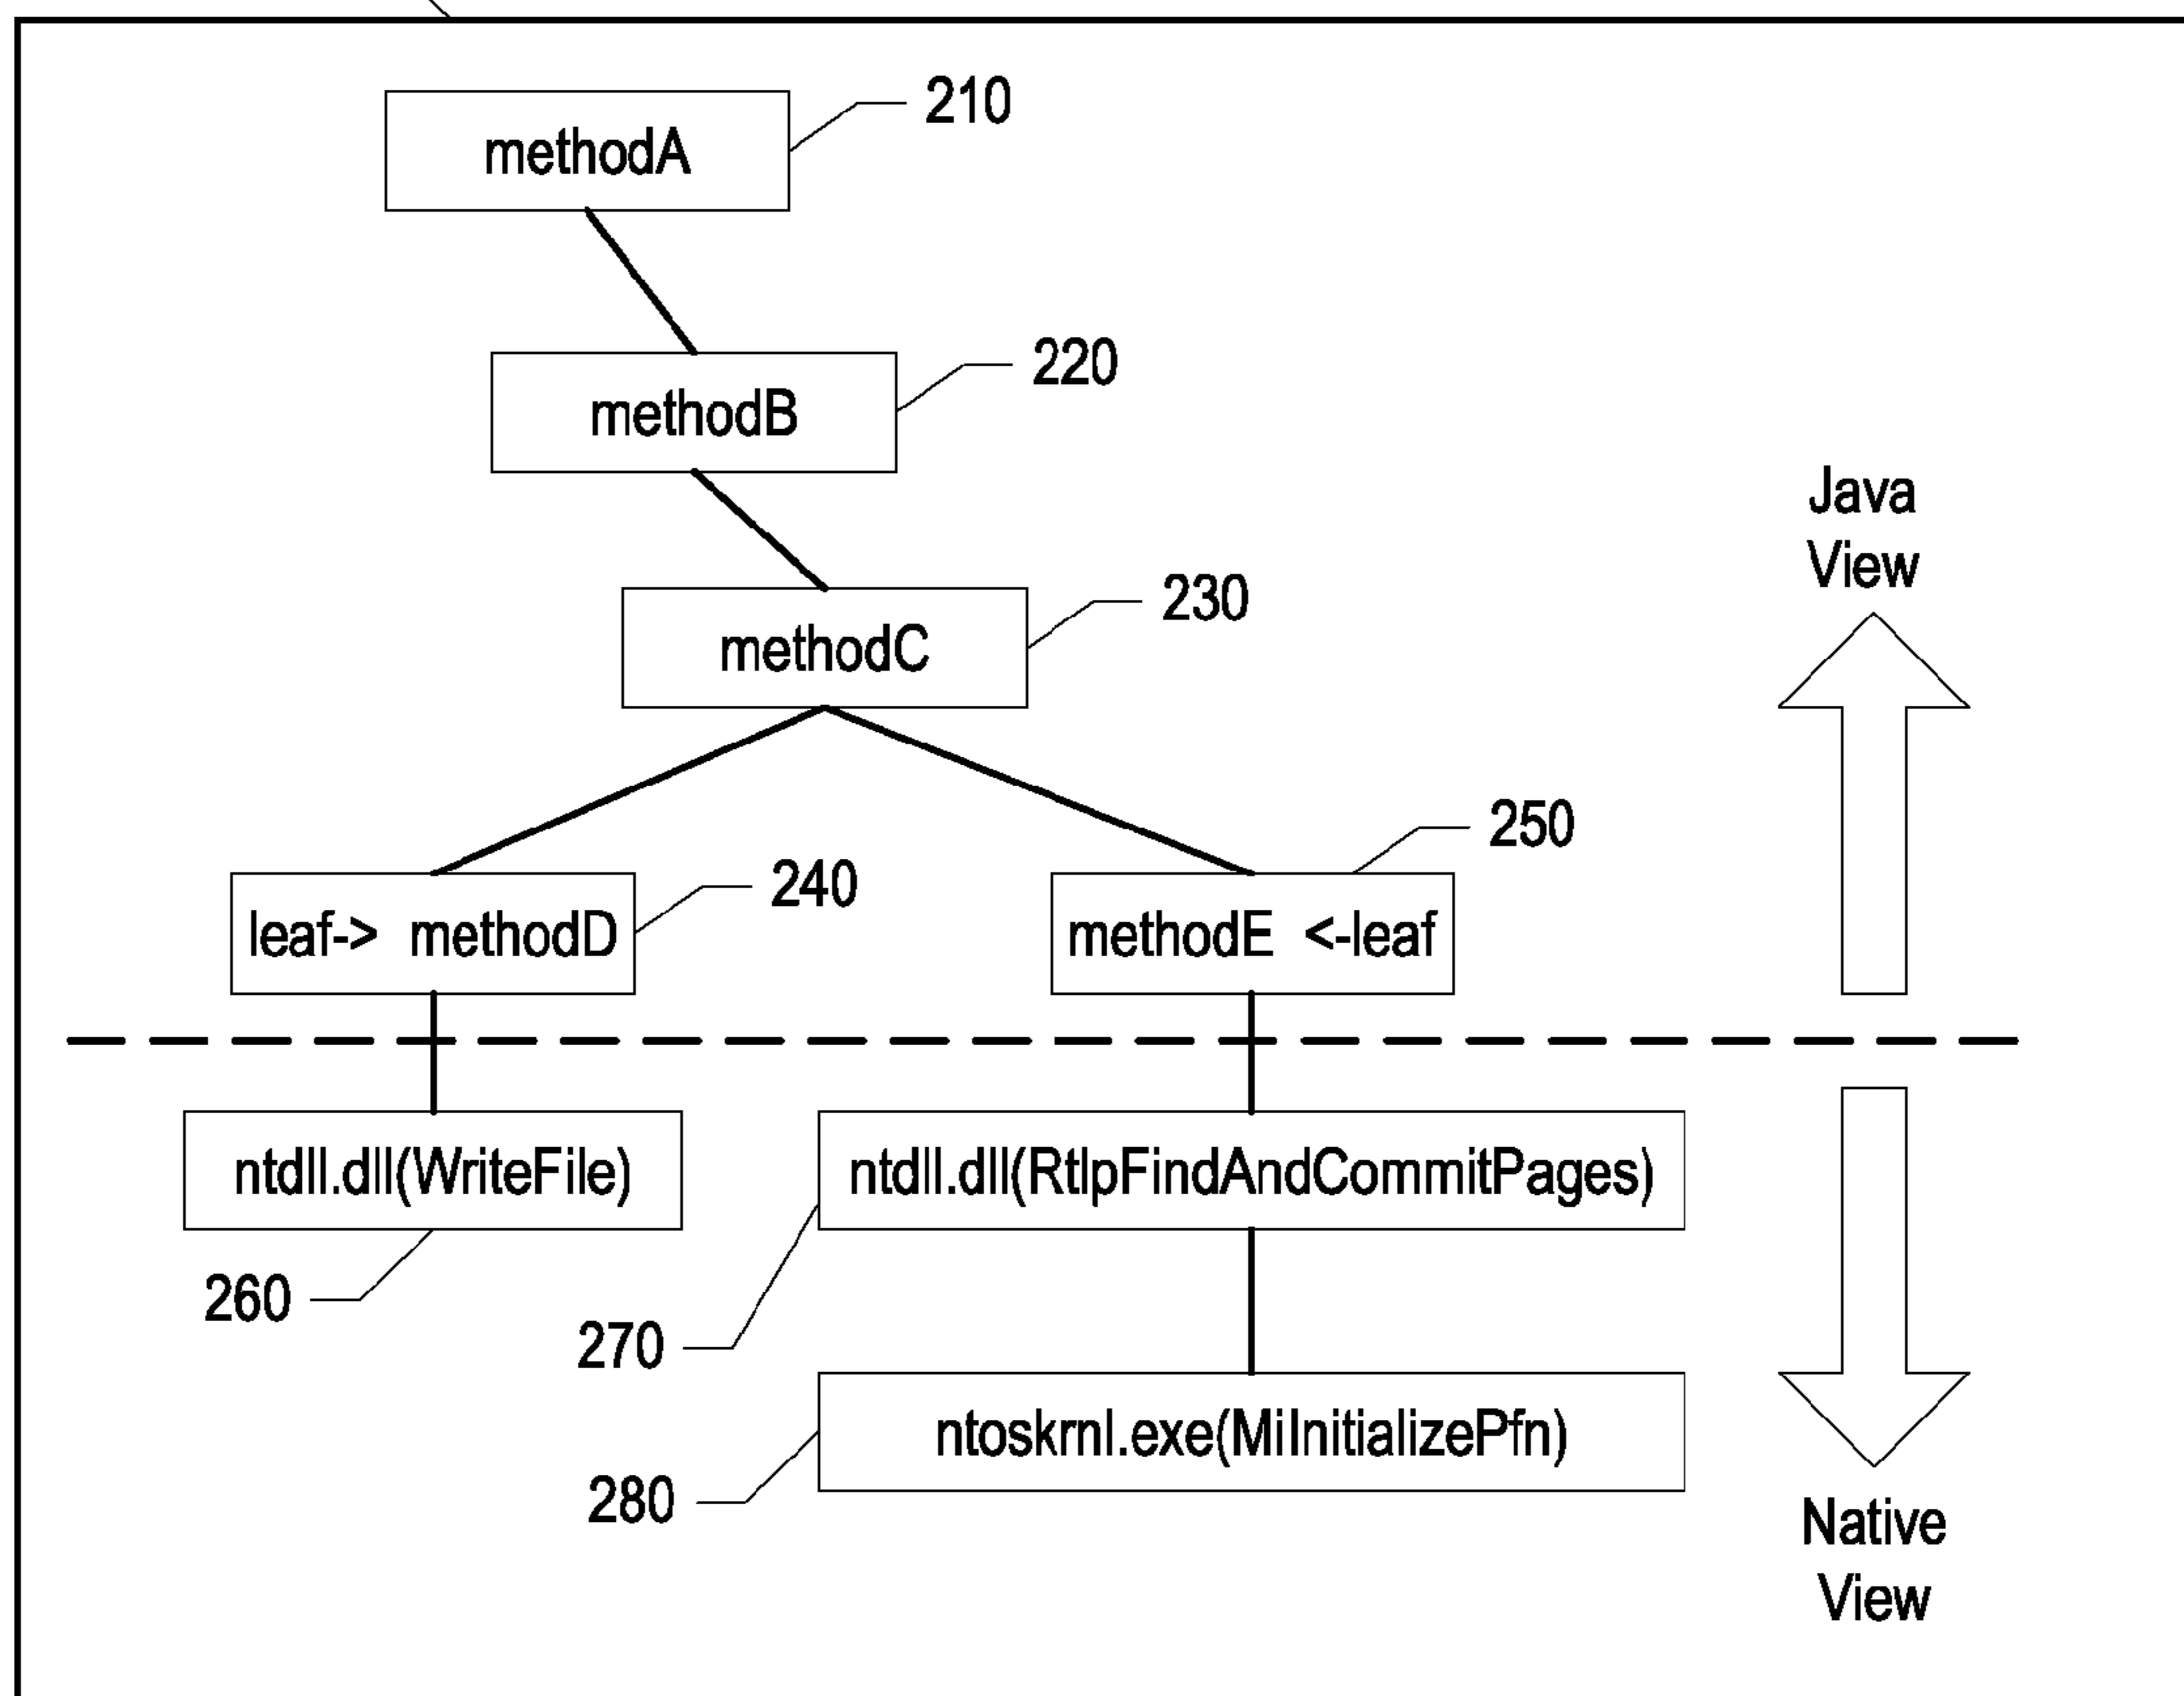 210
methodA
220
methodB
Java
View
230
methodC
250
240
leaf-> methodD
methodE <-leaf
ntdll.dll(WriteFile)
ntdll.dll(RtlpFindAndCommitPages)
260
270
ntoskrnl.exe(MiInitializePfn)
280
Native
View